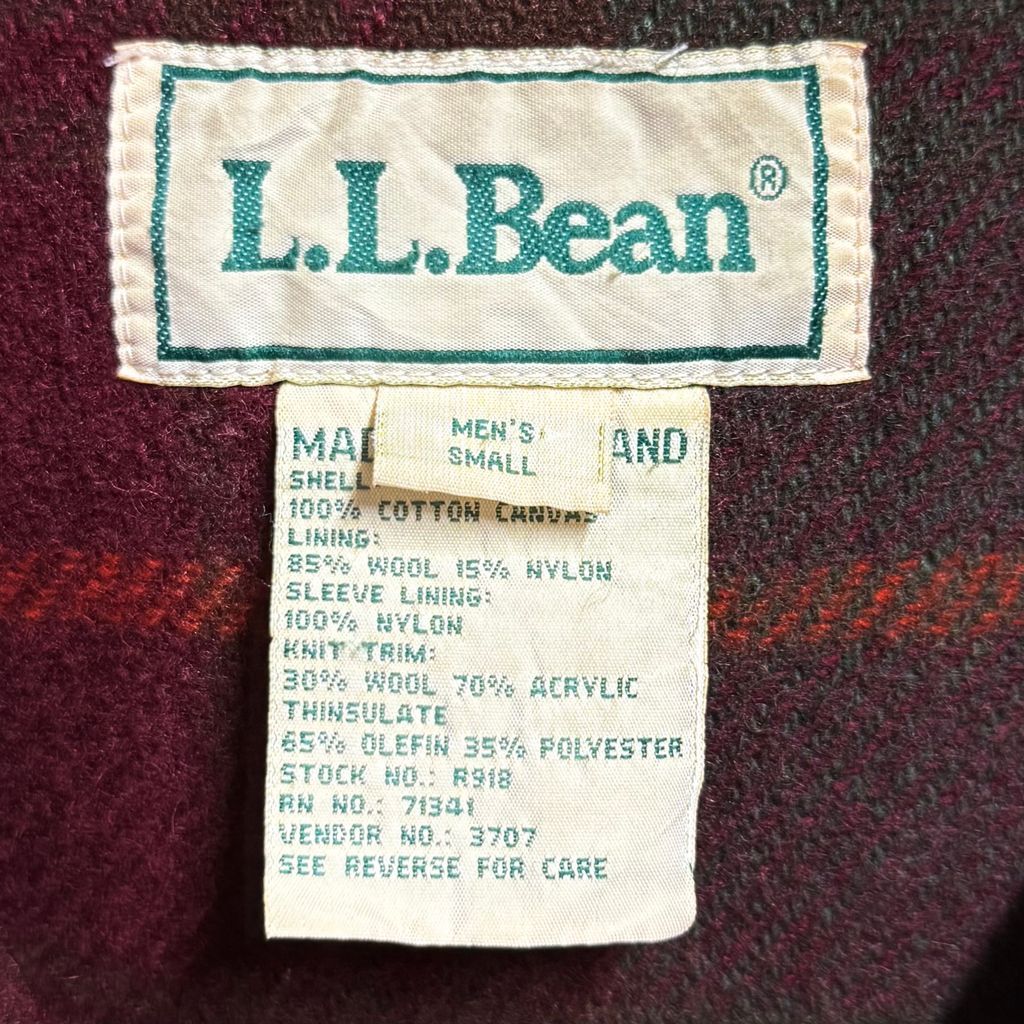 L.L.Bean®
MEN'S
SMALL
SHELL
100% COTTON CANVAS
LINING:
85% WOOL 15% NYLON
SLEEVE LINING:
100% NYLON
KNIT TRIM:
30% WOOL 70% ACRYLIC
THINSULATE
65% OLEFIN 35% POLYESTER
STOCK NO.: R918
RN NO.: 71341
VENDOR NO.: 3707
SEE REVERSE FOR CARE